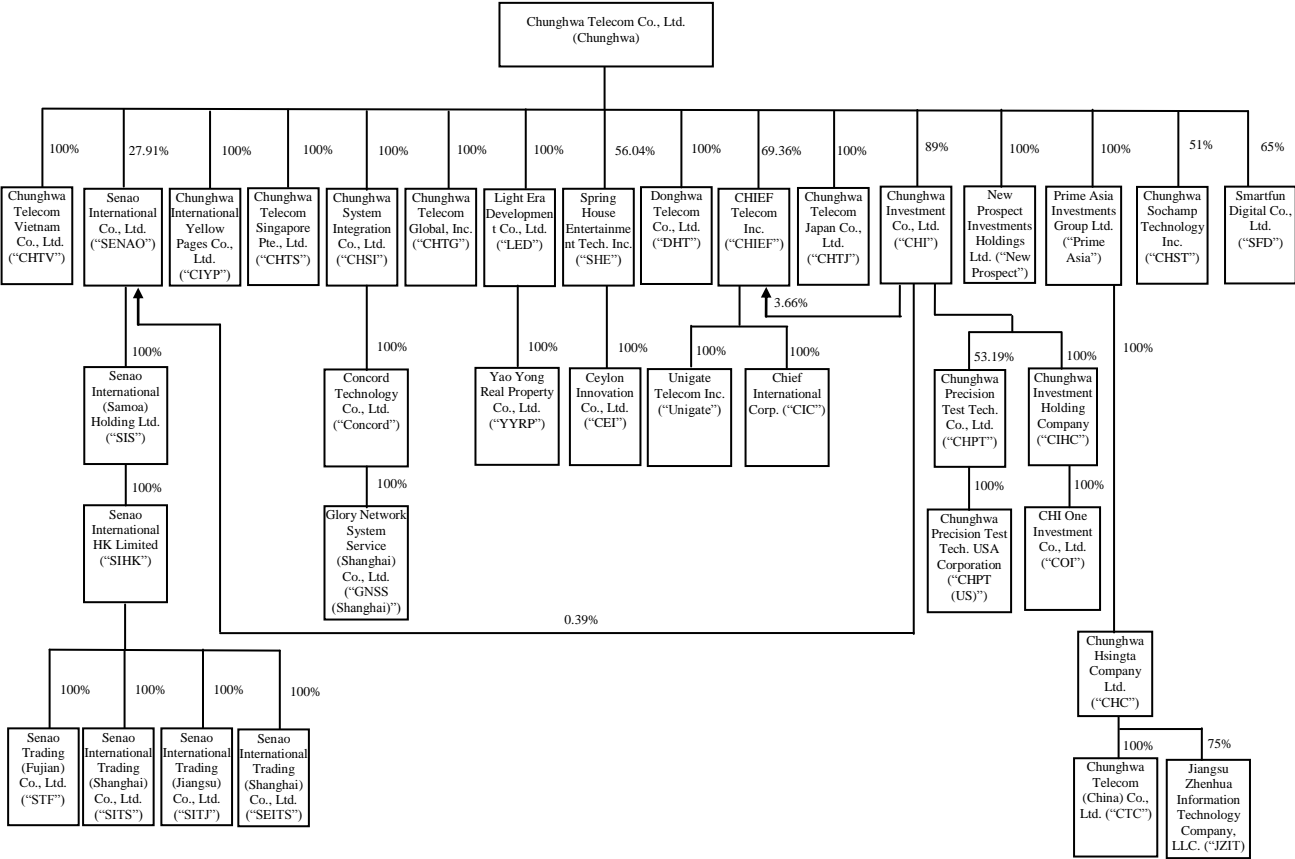 Chunghwa Telecom Co., Ltd.
(Chunghwa)
100%
27.91%
100%
100%
100%
100%
100%
56.04%
100%
69.36%
100%
89%
100%
100%
51%
65%
Chunghwa
Telecom
Vietnam
Co., Ltd.
(“CHTV”)
Senao
International
Co., Ltd.
(“SENAO”)
Chunghwa
International
Yellow
Pages Co.,
Ltd.
(“CIYP”)
Chunghwa
Telecom
Singapore
Pte., Ltd.
(“CHTS”)
Chunghwa
System
Integration
Co., Ltd.
(“CHSI”)
Chunghwa
Telecom
Global, Inc.
(“CHTG”)
Light Era
Developmen
t Co., Ltd.
(“LED”)
Spring
House
Entertainme
nt Tech. Inc.
(“SHE”)
Donghwa
Telecom
Co., Ltd.
(“DHT”)
CHIEF
Telecom
Inc.
(“CHIEF”)
Chunghwa
Telecom
Japan Co.,
Ltd.
(“CHTJ”)
Chunghwa
Investment
Co., Ltd.
(“CHI”)
New
Prospect
Investments
Holdings
Ltd. (“New
Prospect”)
Prime Asia
Investments
Group Ltd.
(“Prime
Asia”)
Chunghwa
Sochamp
Technology
Inc.
(“CHST”)
Smartfun
Digital Co.,
Ltd.
(“SFD”)
3.66%
100%
100%
100%
100%
100%
100%
53.19%
100%
100%
Senao
International
(Samoa)
Holding Ltd.
(“SIS”)
Concord
Technology
Co., Ltd.
(“Concord”)
Yao Yong
Real Property
Co., Ltd.
(“YYRP”)
Ceylon
Innovation
Co., Ltd.
(“CEI”)
Unigate
Telecom Inc.
(“Unigate”)
Chief
International
Corp. (“CIC”)
Chunghwa
Precision
Test Tech.
Co., Ltd.
(“CHPT”)
Chunghwa
Investment
Holding
Company
(“CIHC”)
100%
100%
100%
100%
Senao
International
HK Limited
(“SIHK”)
Glory Network
System
Service
(Shanghai)
Co., Ltd.
(“GNSS
(Shanghai)”)
Chunghwa
Precision Test
Tech. USA
Corporation
(“CHPT
(US)”)
CHI One
Investment
Co., Ltd.
(“COI”)
0.39%
Chunghwa
Hsingta
Company
Ltd.
(“CHC”)
100%
100%
100%
100%
100%
75%
Senao
Trading
(Fujian)
Co., Ltd.
(“STF”)
Senao
International
Trading
(Shanghai)
Co., Ltd.
(“SITS”)
Senao
International
Trading
(Jiangsu)
Co., Ltd.
(“SITJ”)
Senao
International
Trading
(Shanghai)
Co., Ltd.
(“SEITS”)
Chunghwa
Telecom
(China) Co.,
Ltd. (“CTC”)
Jiangsu
Zhenhua
Information
Technology
Company,
LLC. (“JZIT)